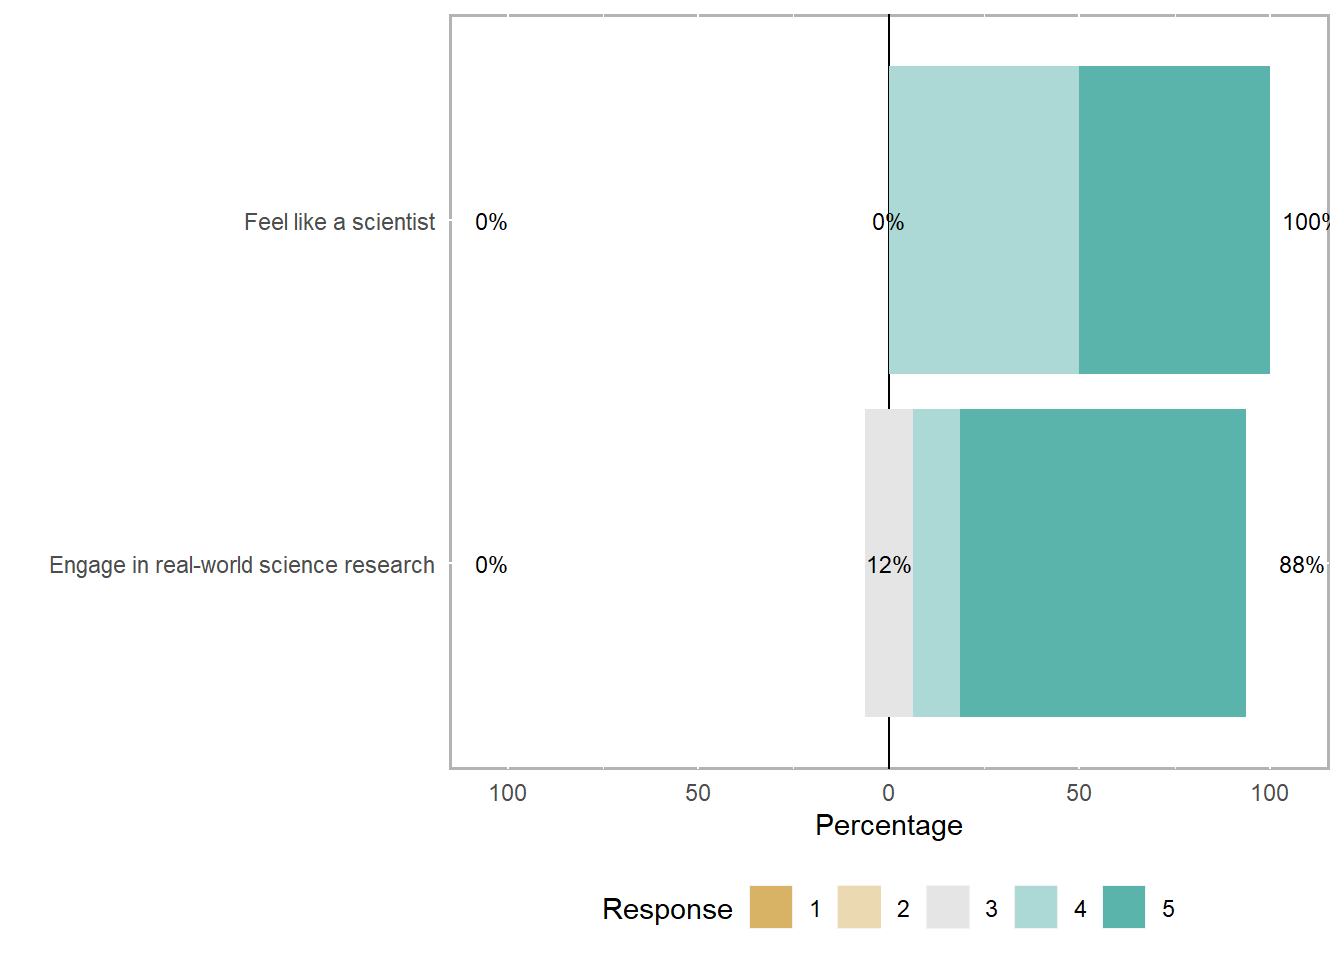 Feel like a scientist 0% 0% 100%
Engage in real-world science research 0% 12% 88%
100 50 0 50 100
Percentage
Response 1 2 3 4 5